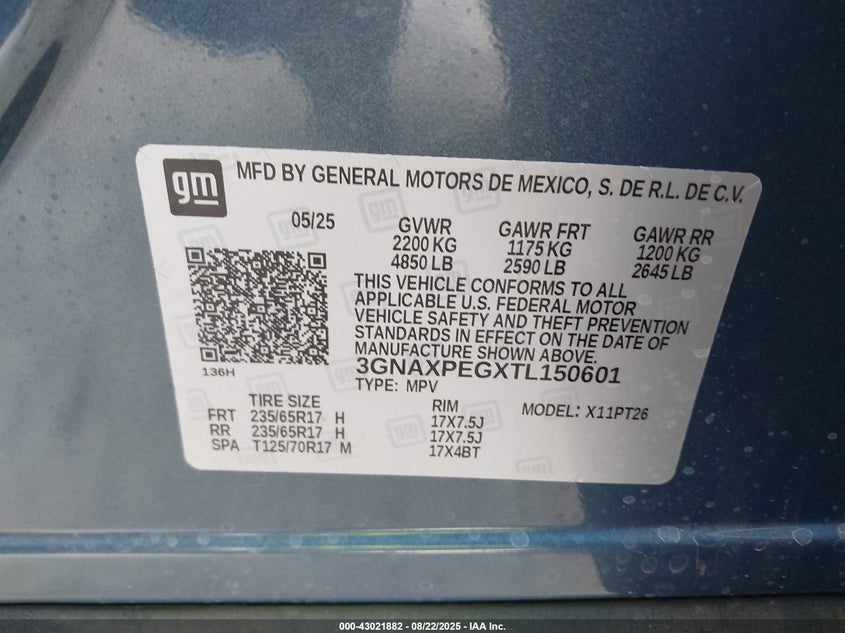 gm
MFD BY GENERAL MOTORS DE MEXICO, S. DE R.L. DE C.V.
05/25 GVWR GAWR FRT GAWR RR
2200 KG 1175 KG 1200 KG
4850 LB 2590 LB 2645 LB
THIS VEHICLE CONFORMS TO ALL
APPLICABLE U.S. FEDERAL MOTOR
VEHICLE SAFETY AND THEFT PREVENTION
STANDARDS IN EFFECT ON THE DATE OF
MANUFACTURE SHOWN ABOVE.
136H
3GNAXPEGXTL150601
TYPE: MPV
TIRE SIZE RIM MODEL: X11PT26
FRT 235/65R17 H 17X7.5J
RR 235/65R17 H 17X7.5J
SPA T125/70R17 M 17X4BT
000-43021882 - 08/22/2025 - IAA Inc.